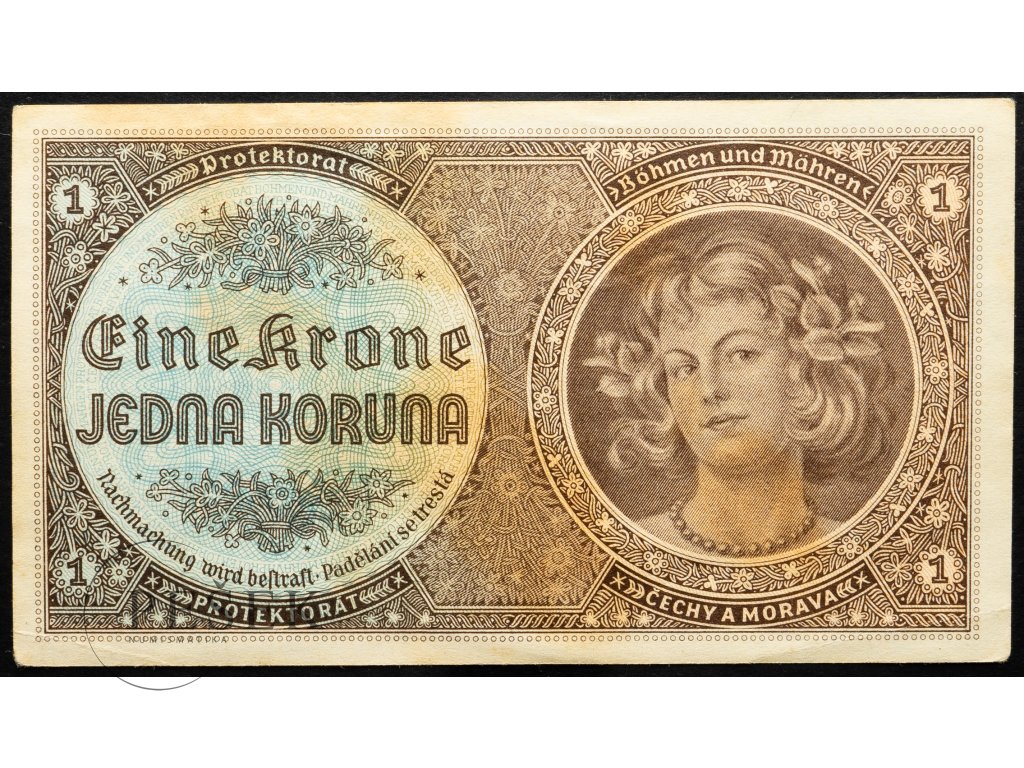 Protektorat
Böhmen und Mähren
1
1
Eine Krone
JEDNA KORUNA
Nachmachung wird bestraft. Padělání se trestá
1
1
PROTEKTORÁT
ČECHY A MORAVA
NUMISMATIKA